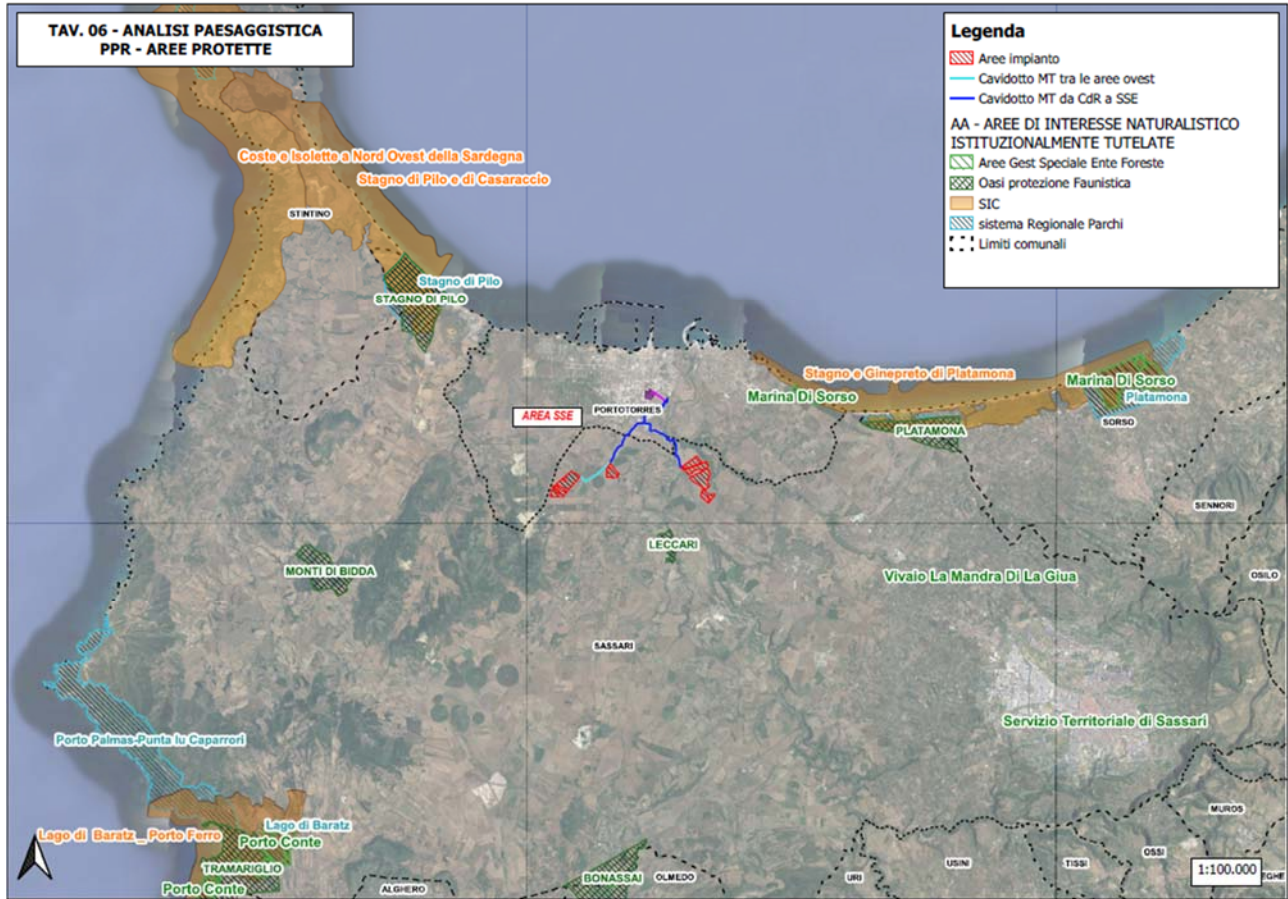 TAV. 06 - ANALISI PAESAGGISTICA
PPR - AREE PROTETTE
Legenda
Aree impianto
Cavidotto MT tra le aree ovest
Cavidotto MT da CdR a SSE
AA - AREE DI INTERESSE NATURALISTICO
ISTITUZIONALMENTE TUTELATE
Aree Gest Speciale Ente Foreste
Oasi protezione Faunistica
SIC
sistema Regionale Parchi
Limiti comunali
Coste e Isolette a Nord Ovest della Sardegna
Stagno di Pilo e di Casaraccio
STINTINO
Stagno di Pilo
STAGNO DI PILO
Stagno e Ginepreto di Platamona
Marina Di Sorso
Marina Di Sorso
Platamona
AREA SSE
PORTOTORRES
PLATAMONA
SORSO
SENNORI
LECCARI
MONTI DI BIDDA
Vivaio La Mandra Di La Giua
OSILO
SASSARI
Servizio Territoriale di Sassari
Porto Palmas-Punta lu Caparrori
MUROS
Lago di Baratz _ Porto Ferro
Lago di Baratz
Porto Conte
TRAMARIGLIO
Porto Conte
ALGHERO
BONASSAI
OLMEDO
URI
USINI
TISSI
OSSI
1:100.000